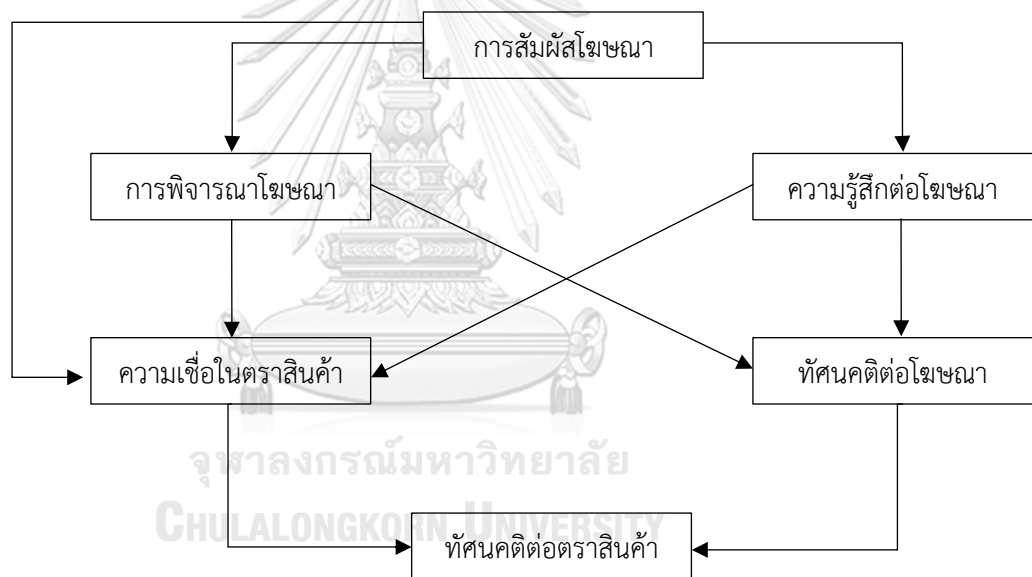 การสัมผัสโฆษณา
การพิจารณาโฆษณา
ความรู้สึกต่อโฆษณา
ความเชื่อในตราสินค้า
ทัศนคติต่อโฆษณา
จุฬาลงกรณ์มหาวิทยาลัย
CHULALONGKORN UNIVERSITY
ทัศนคติต่อตราสินค้า